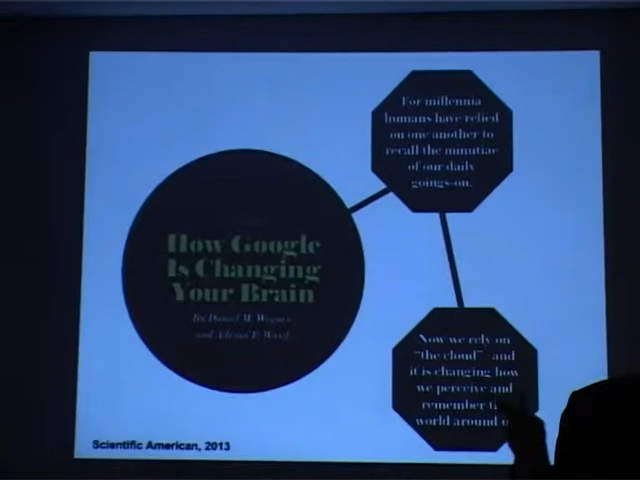 For millennia
humans have relied
on one another to
recall the minutiae
of our daily
goings-on.
How Google
Is Changing
Your Brain
By Daniel M. Wegner
and Adrian F. Ward
Now we rely on
"the cloud" and
it is changing how
we perceive and
remember
world around
Scientific American, 2013